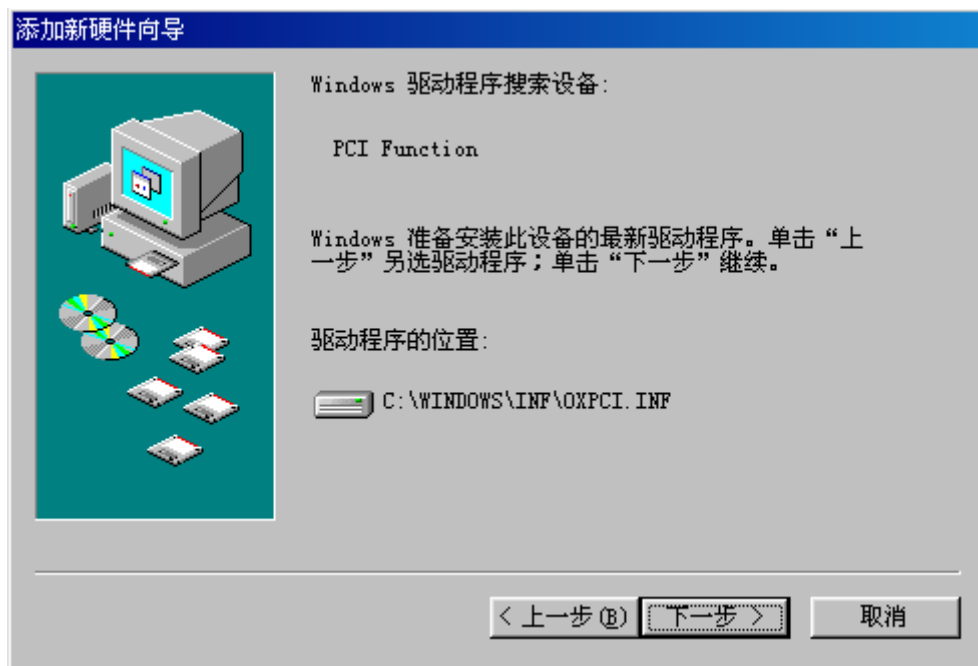 添加新硬件向导
Windows 驱动程序搜索设备:
PCI Function
Windows 准备安装此设备的最新驱动程序。单击“上
一步”另选驱动程序；单击“下一步”继续。
驱动程序的位置:
C:\WINDOWS\INF\OXPCI.INF
< 上一步(B) 下一步 > 取消